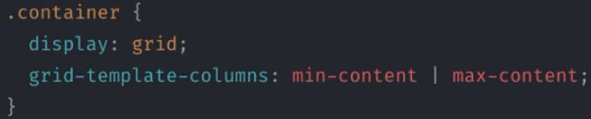 .container {
display: grid;
grid-template-columns: min-content | max-content;
}